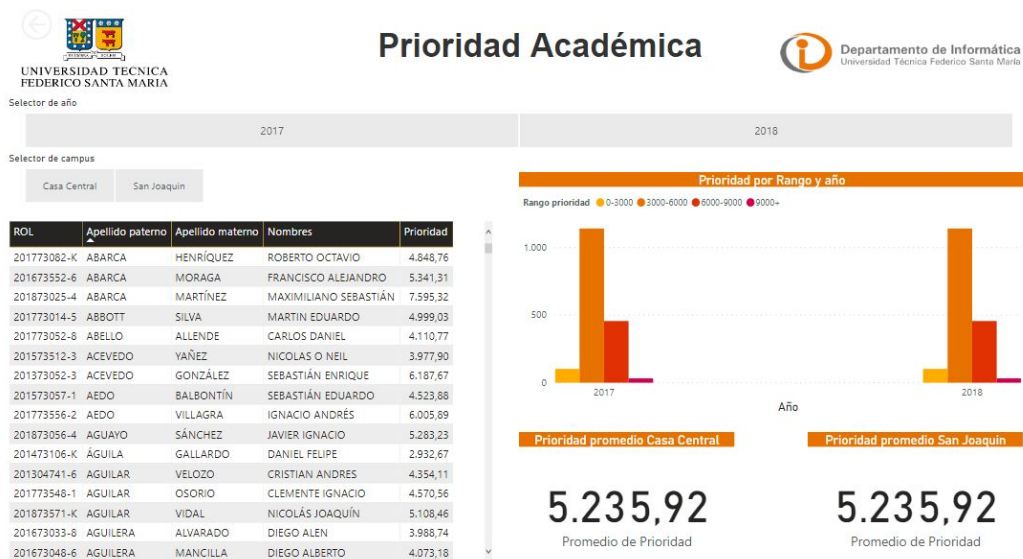 Prioridad Académica
UNIVERSIDAD TECNICA
FEDERICO SANTA MARIA
Departamento de Informática
Universidad Técnica Federico Santa María
Selector de año
2017 2018
Selector de campus
Casa Central San Joaquin
ROL Apellido paterno Apellido materno Nombres Prioridad
201773082-K ABARCA HENRÍQUEZ ROBERTO OCTAVIO 4.848,76
201673552-6 ABARCA MORAGA FRANCISCO ALEJANDRO 5.341,31
201873025-4 ABARCA MARTÍNEZ MAXIMILIANO SEBASTIÁN 7.595,32
201773014-5 ABBOTT SILVA MARTIN EDUARDO 4.999,03
201773052-8 ABELLO ALLENDE CARLOS DANIEL 4.110,77
201573512-3 ACEVEDO YAÑEZ NICOLAS O NEIL 3.977,90
201373052-3 ACEVEDO GONZÁLEZ SEBASTIÁN ENRIQUE 6.187,67
201573057-1 AEDO BALBONTÍN SEBASTIÁN EDUARDO 4.523,88
201773556-2 AEDO VILLAGRA IGNACIO ANDRÉS 6.005,89
201873056-4 AGUAYO SÁNCHEZ JAVIER IGNACIO 5.283,23
201473106-K ÁGUILA GALLARDO DANIEL FELIPE 2.932,67
201304741-6 AGUILAR VELOZO CRISTIAN ANDRES 4.354,11
201773548-1 AGUILAR OSORIO CLEMENTE IGNACIO 4.570,56
201873571-K AGUILAR VIDAL NICOLÁS JOAQUÍN 5.108,46
201673033-8 AGUILERA ALVARADO DIEGO ALEN 3.988,74
201673048-6 AGUILERA MANCILLA DIEGO ALBERTO 4.073,18
Prioridad por Rango y año
Rango prioridad 0-3000 3000-6000 6000-9000 9000+
1.000
500
0
2017 2018
Año
Prioridad promedio Casa Central
5.235,92
Promedio de Prioridad
Prioridad promedio San Joaquin
5.235,92
Promedio de Prioridad